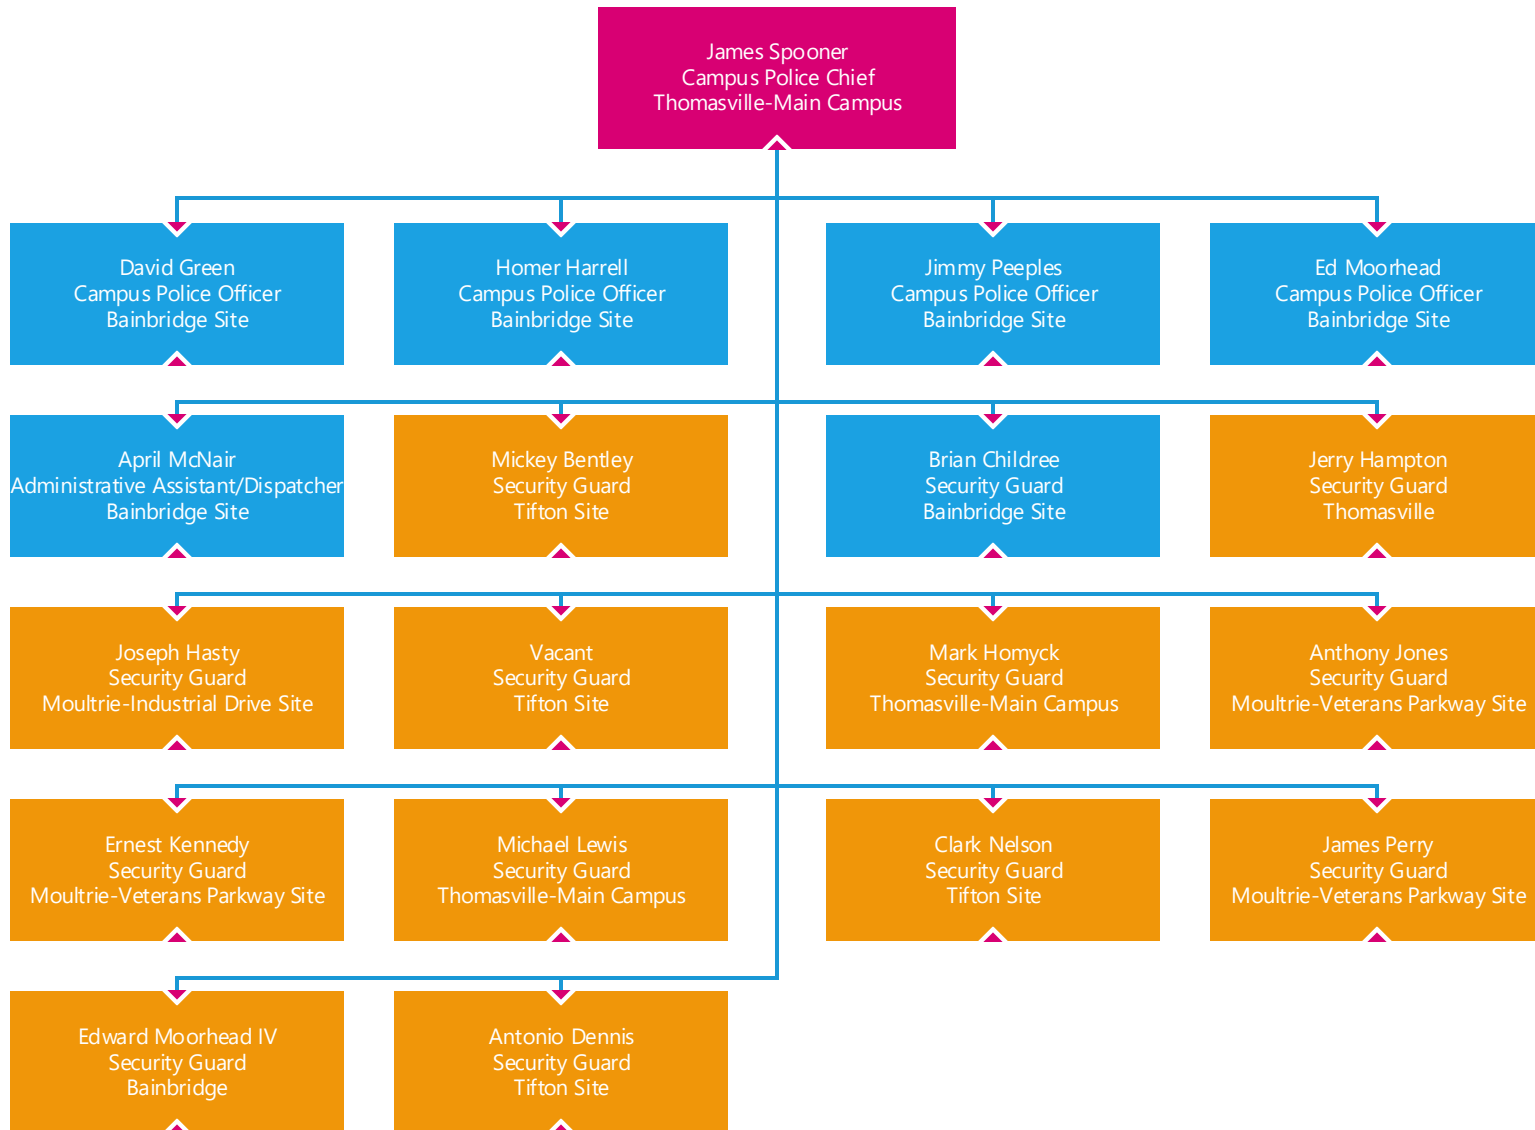 James Spooner
Campus Police Chief
Thomasville-Main Campus
David Green
Campus Police Officer
Bainbridge Site
Homer Harrell
Campus Police Officer
Bainbridge Site
Jimmy Peeples
Campus Police Officer
Bainbridge Site
Ed Moorhead
Campus Police Officer
Bainbridge Site
April McNair
Administrative Assistant/Dispatcher
Bainbridge Site
Mickey Bentley
Security Guard
Tifton Site
Brian Childree
Security Guard
Bainbridge Site
Jerry Hampton
Security Guard
Thomasville
Joseph Hasty
Security Guard
Moultrie-Industrial Drive Site
Vacant
Security Guard
Tifton Site
Mark Homyck
Security Guard
Thomasville-Main Campus
Anthony Jones
Security Guard
Moultrie-Veterans Parkway Site
Ernest Kennedy
Security Guard
Moultrie-Veterans Parkway Site
Michael Lewis
Security Guard
Thomasville-Main Campus
Clark Nelson
Security Guard
Tifton Site
James Perry
Security Guard
Moultrie-Veterans Parkway Site
Edward Moorhead IV
Security Guard
Bainbridge
Antonio Dennis
Security Guard
Tifton Site